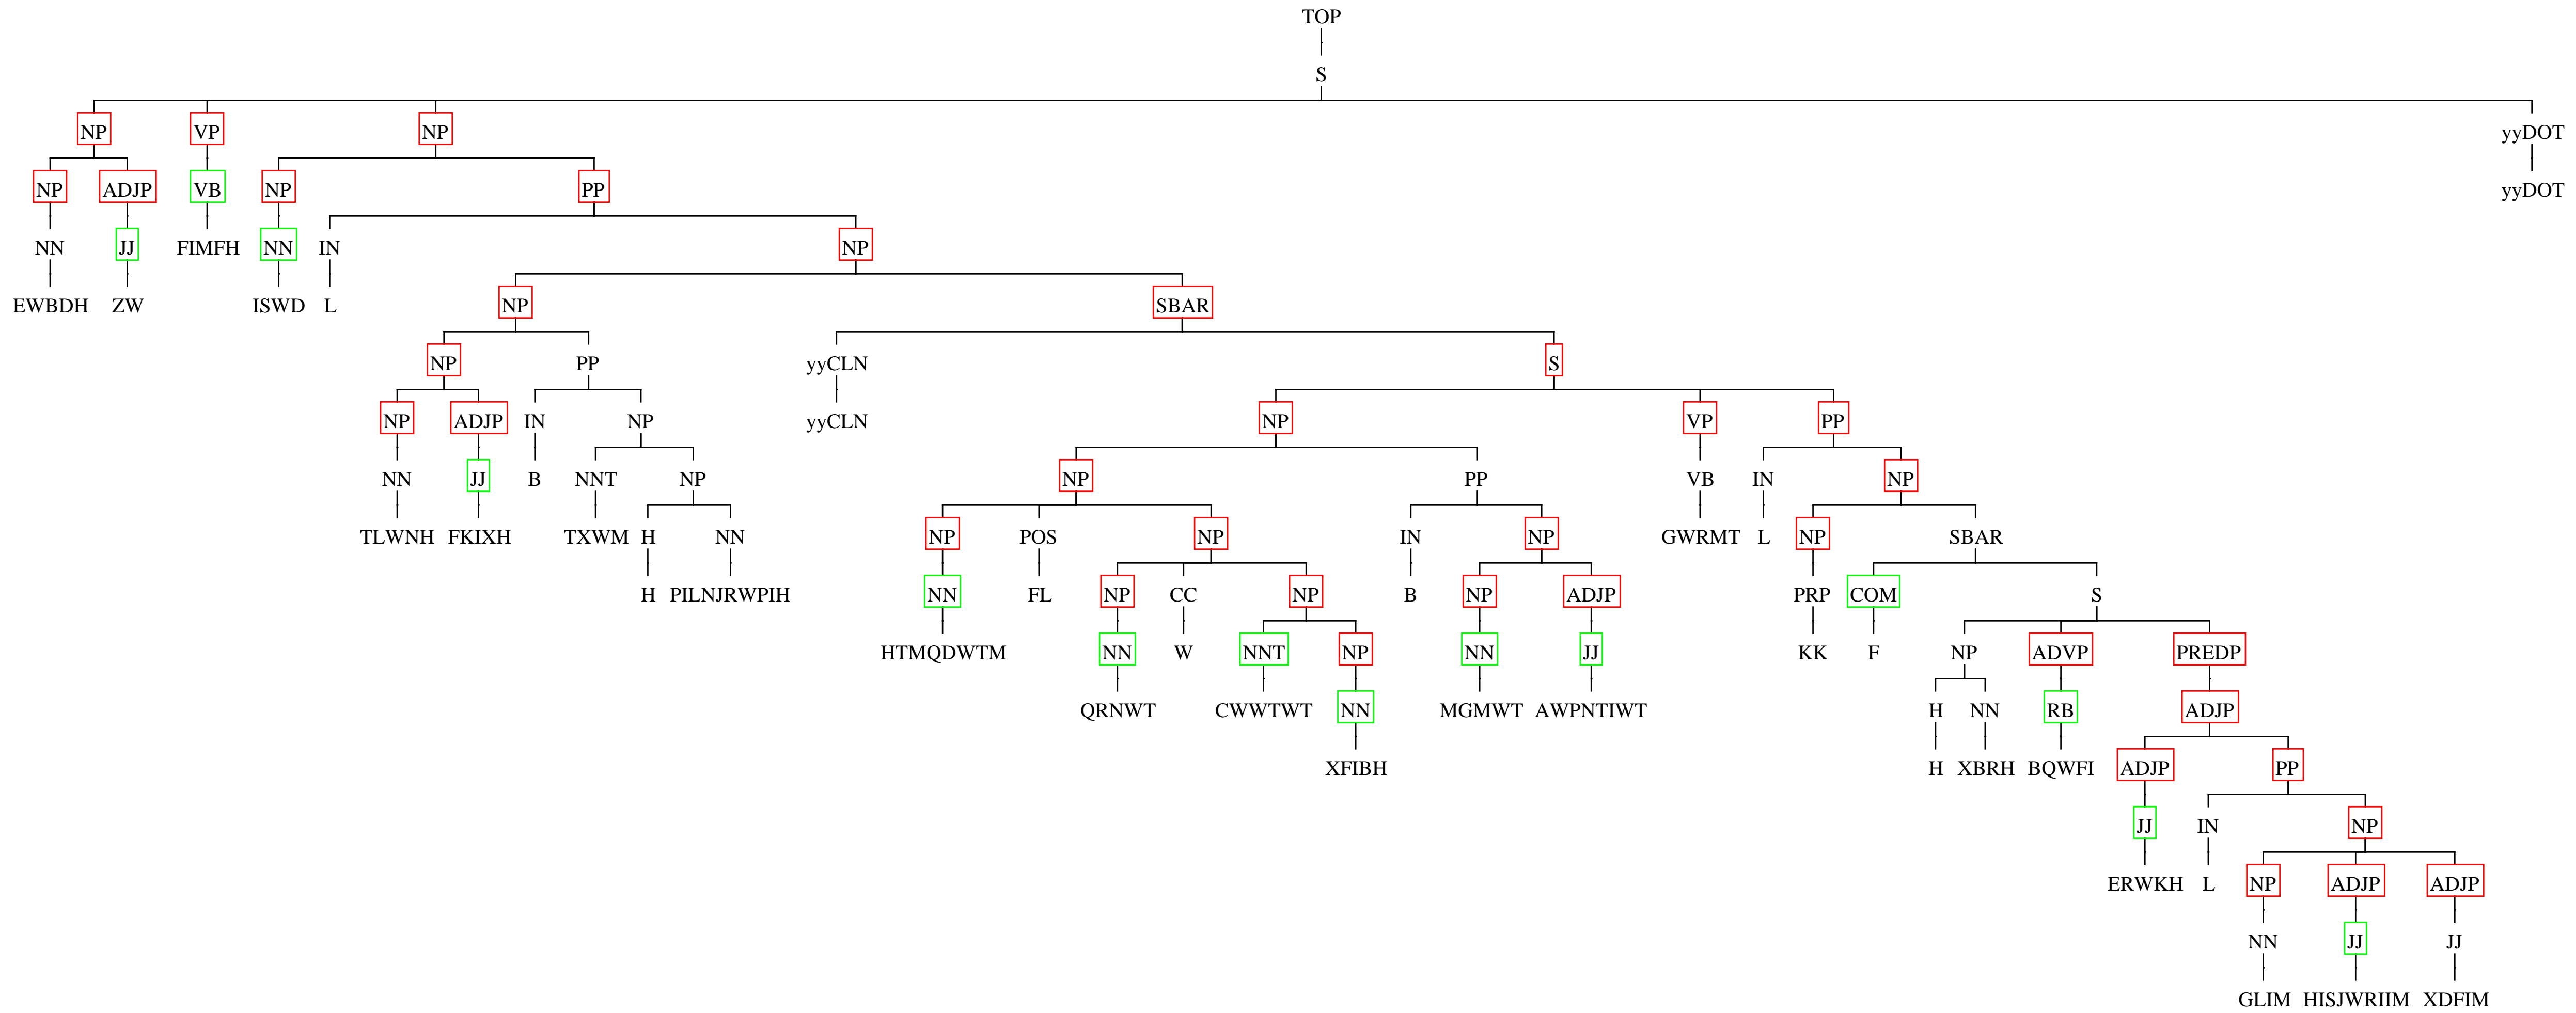 TOP
S
NP VP NP yyDOT
NP ADJP VB NP PP yyDOT
NN JJ FIMFH NN IN NP
EWBDH ZW ISWD L NP SBAR
NP PP yyCLN S
NP ADJP IN NP yyCLN NP VP PP
NN JJ B NNT NP NP PP VB IN NP
TLWNH FKIXH TXWM H NN NP POS NP IN NP GWRMT L NP SBAR
H PILNJRWPIH NN FL NP CC NP B NP ADJP PRP COM S
HTMQDWTM NN W NNT NP NN JJ KK F NP ADVP PREDP
QRNWT CWWTWT NN MGMWT AWPNTIWT H NN RB ADJP
XFIBH H XBRH BQWFI ADJP PP
JJ IN NP
ERWKH L NP ADJP ADJP
NN JJ JJ
GLIM HISJWRIIM XDFIM